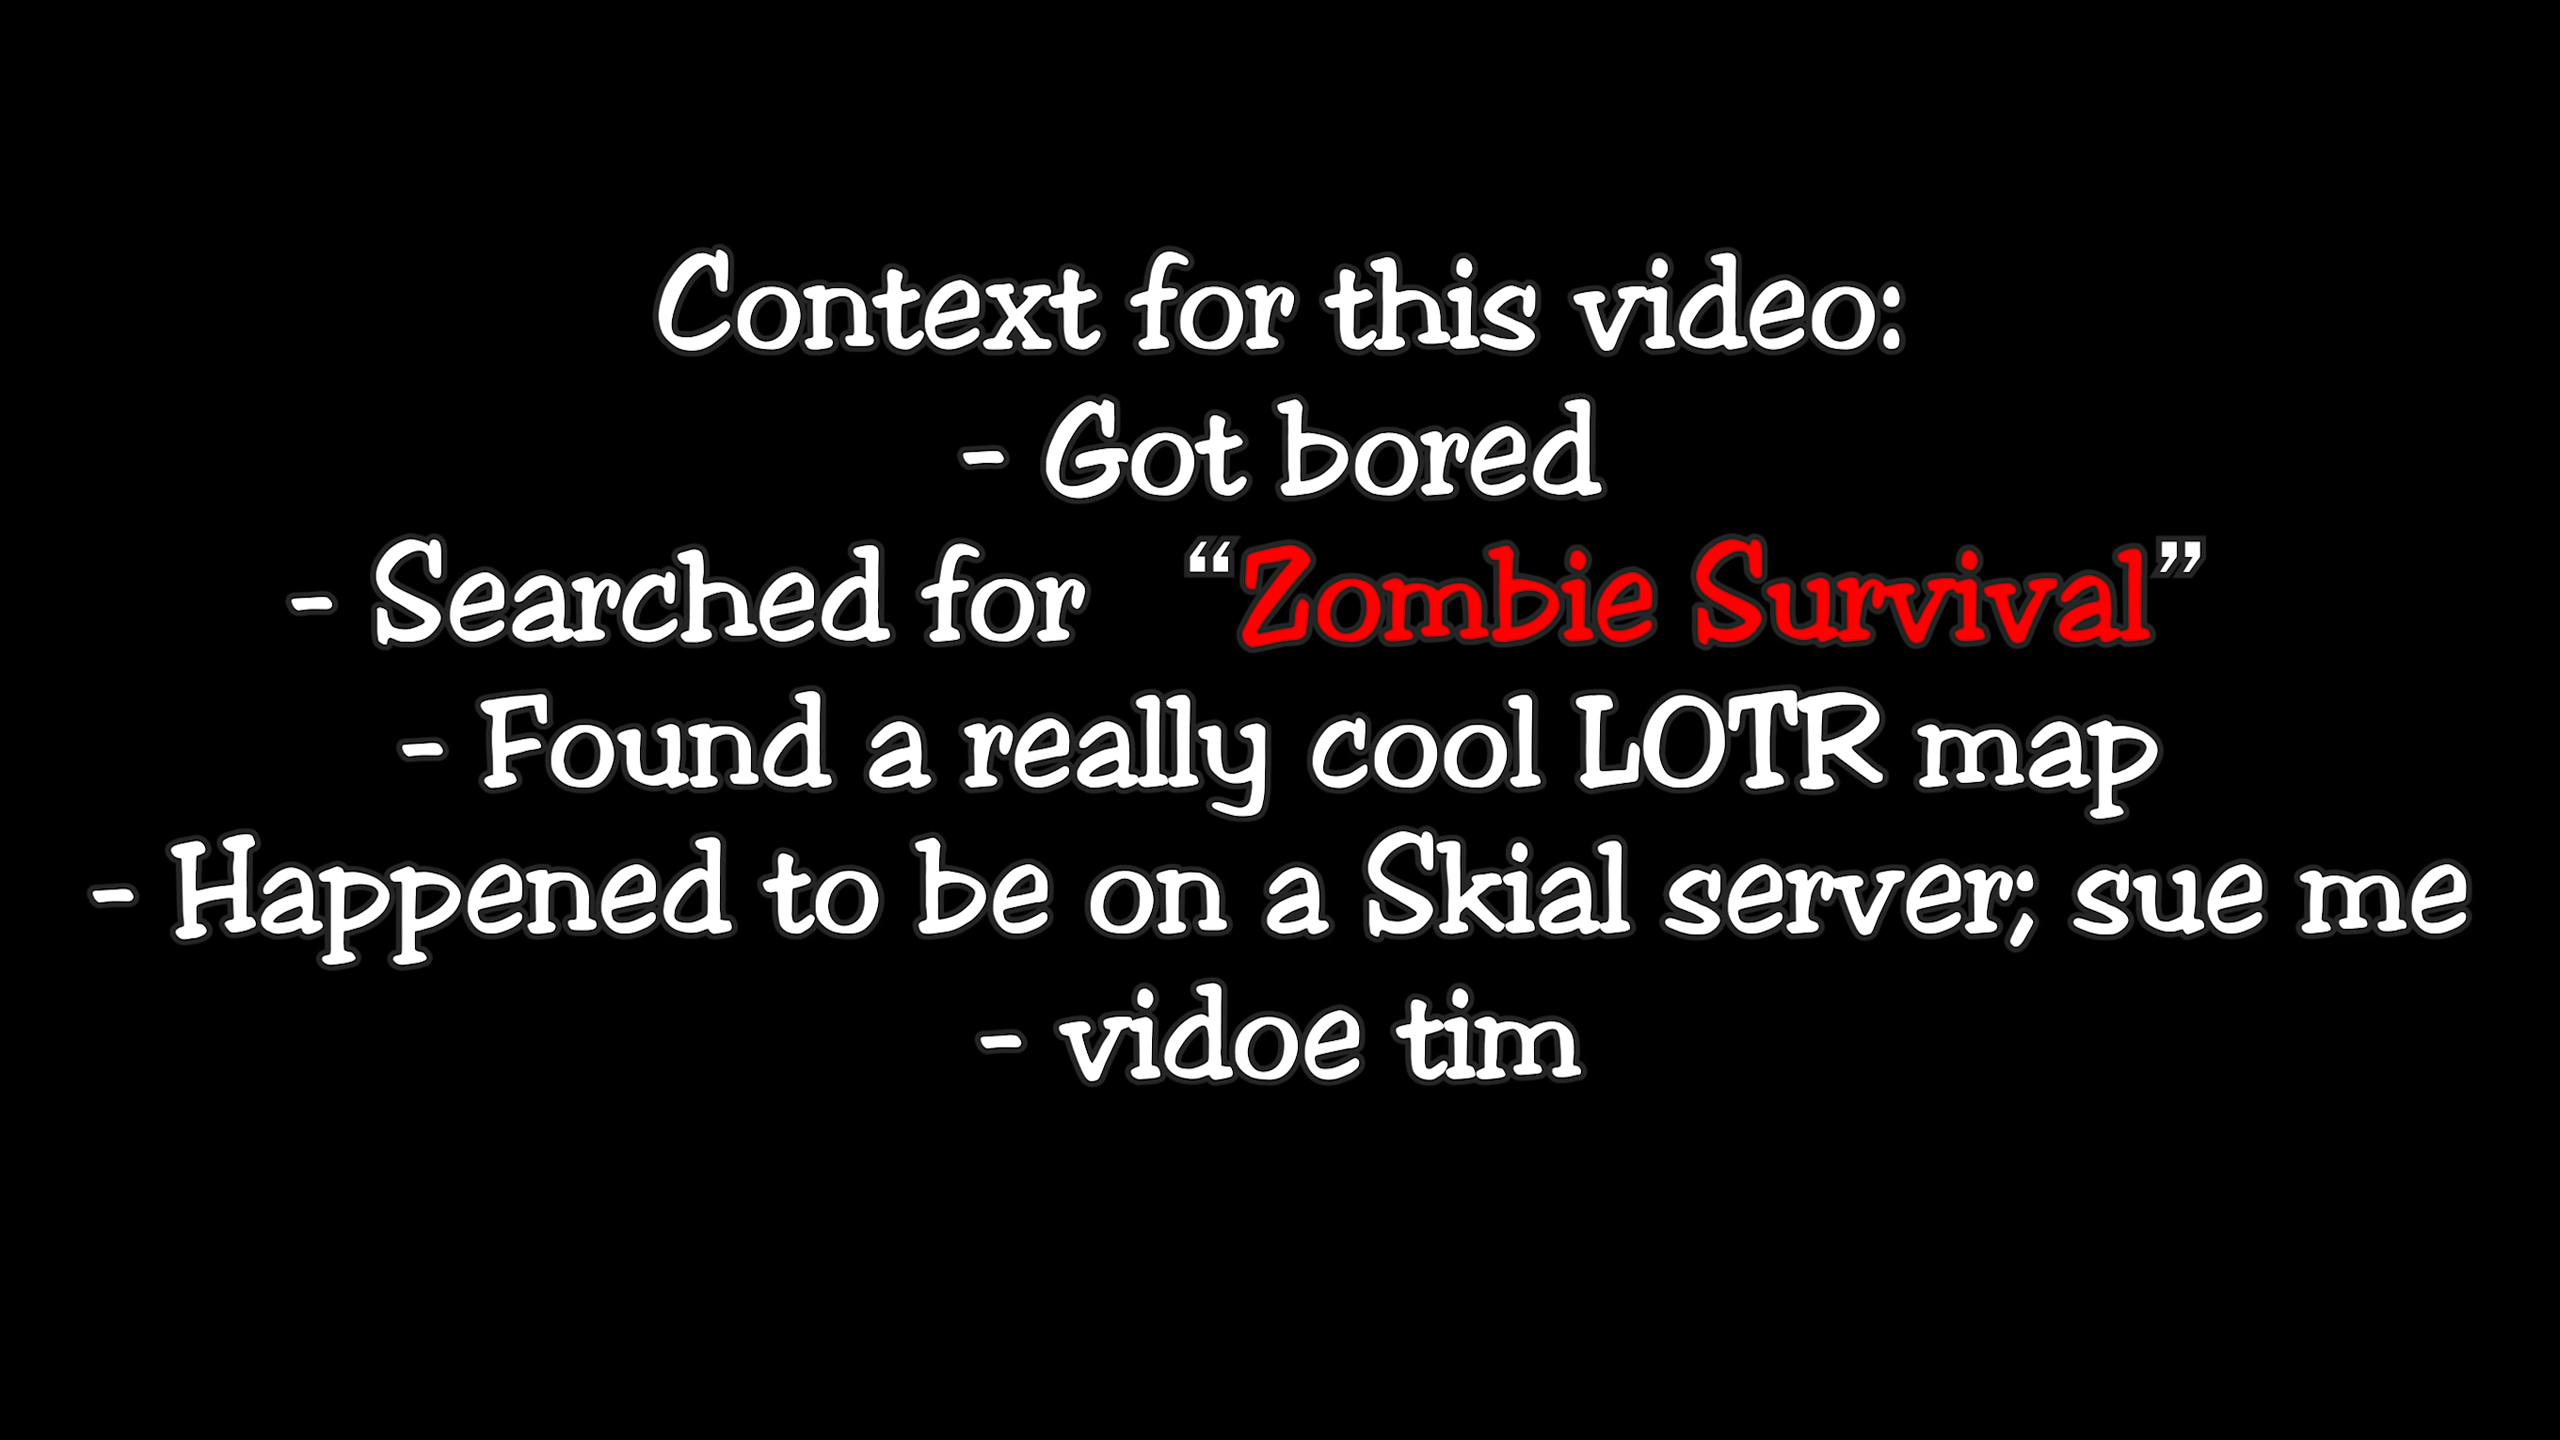 Context for this video:
- Got bored
- Searched for “Zombie Survival”
- Found a really cool LOTR map
- Happened to be on a Skial server; sue me
- vidoe tim